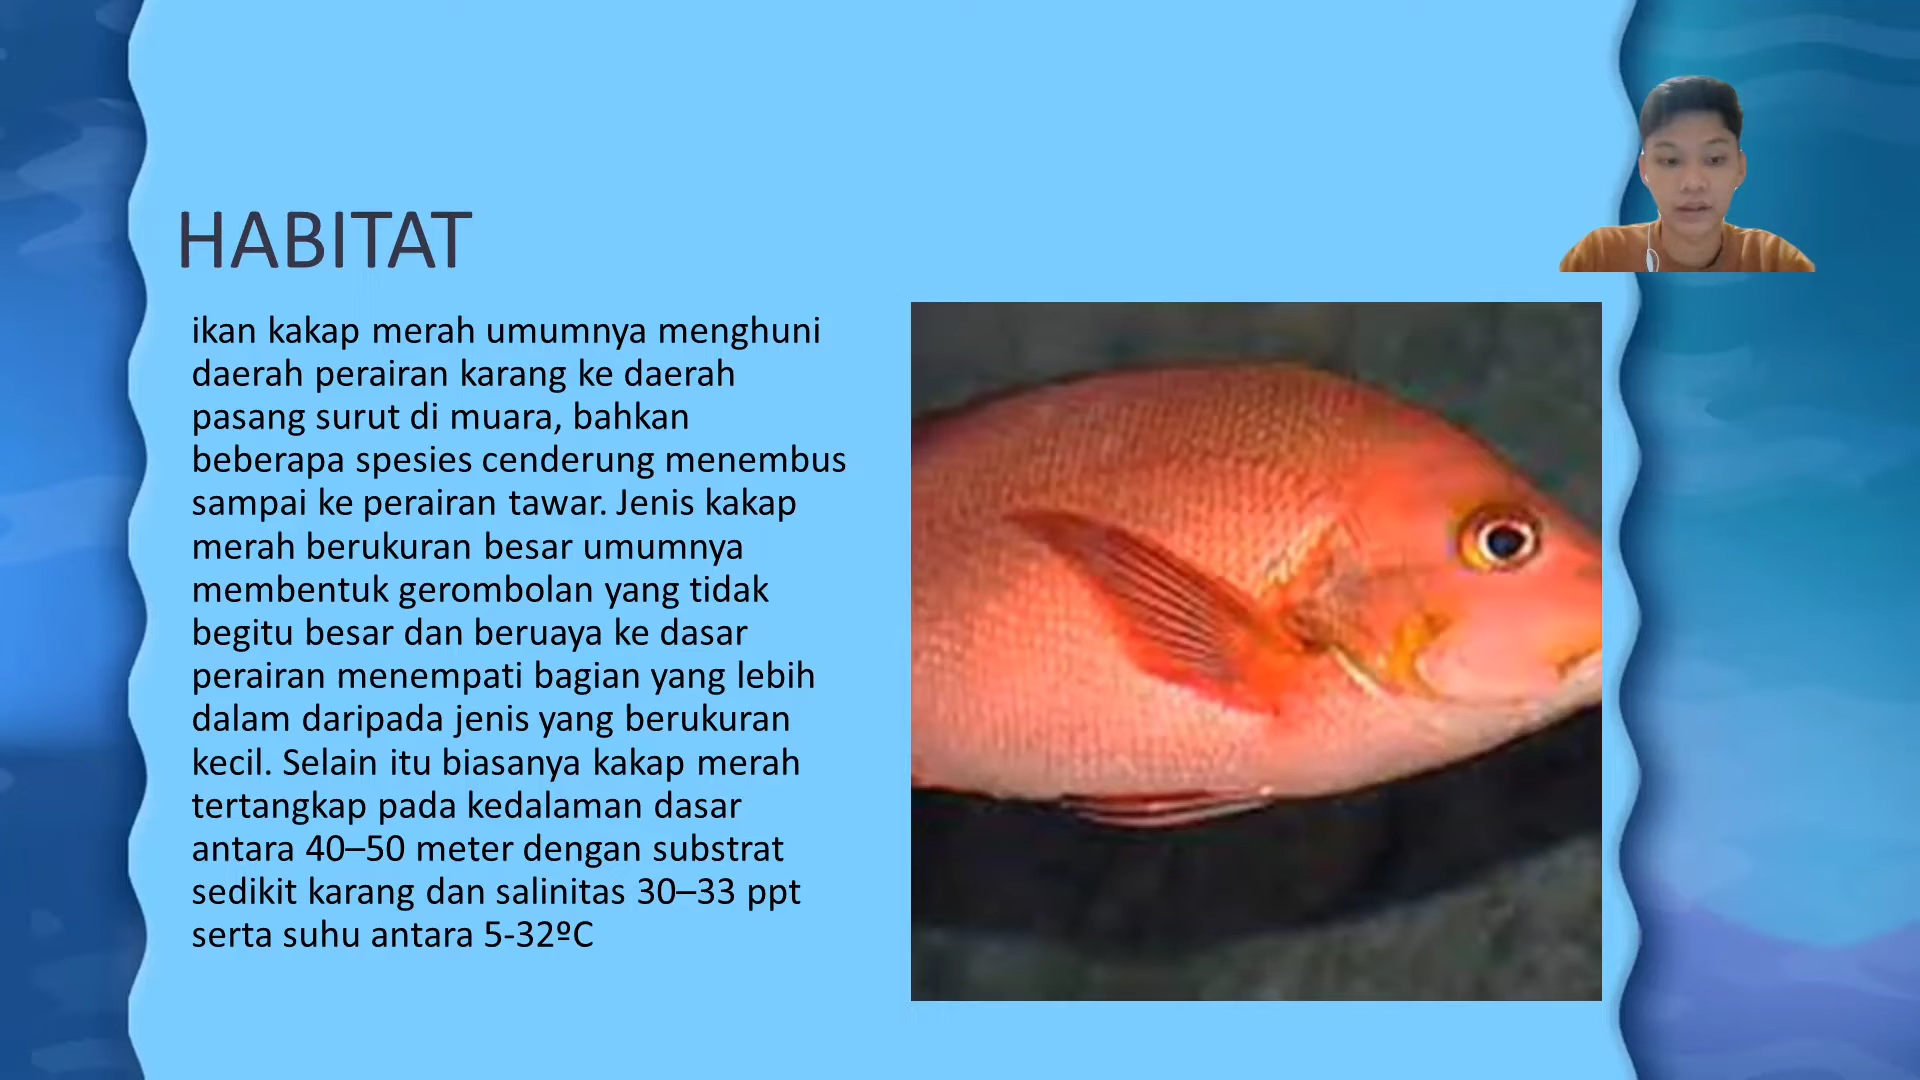 HABITAT
ikan kakap merah umumnya menghuni
daerah perairan karang ke daerah
pasang surut di muara, bahkan
beberapa spesies cenderung menembus
sampai ke perairan tawar. Jenis kakap
merah berukuran besar umumnya
membentuk gerombolan yang tidak
begitu besar dan beruaya ke dasar
perairan menempati bagian yang lebih
dalam daripada jenis yang berukuran
kecil. Selain itu biasanya kakap merah
tertangkap pada kedalaman dasar
antara 40–50 meter dengan substrat
sedikit karang dan salinitas 30–33 ppt
serta suhu antara 5-32ºC